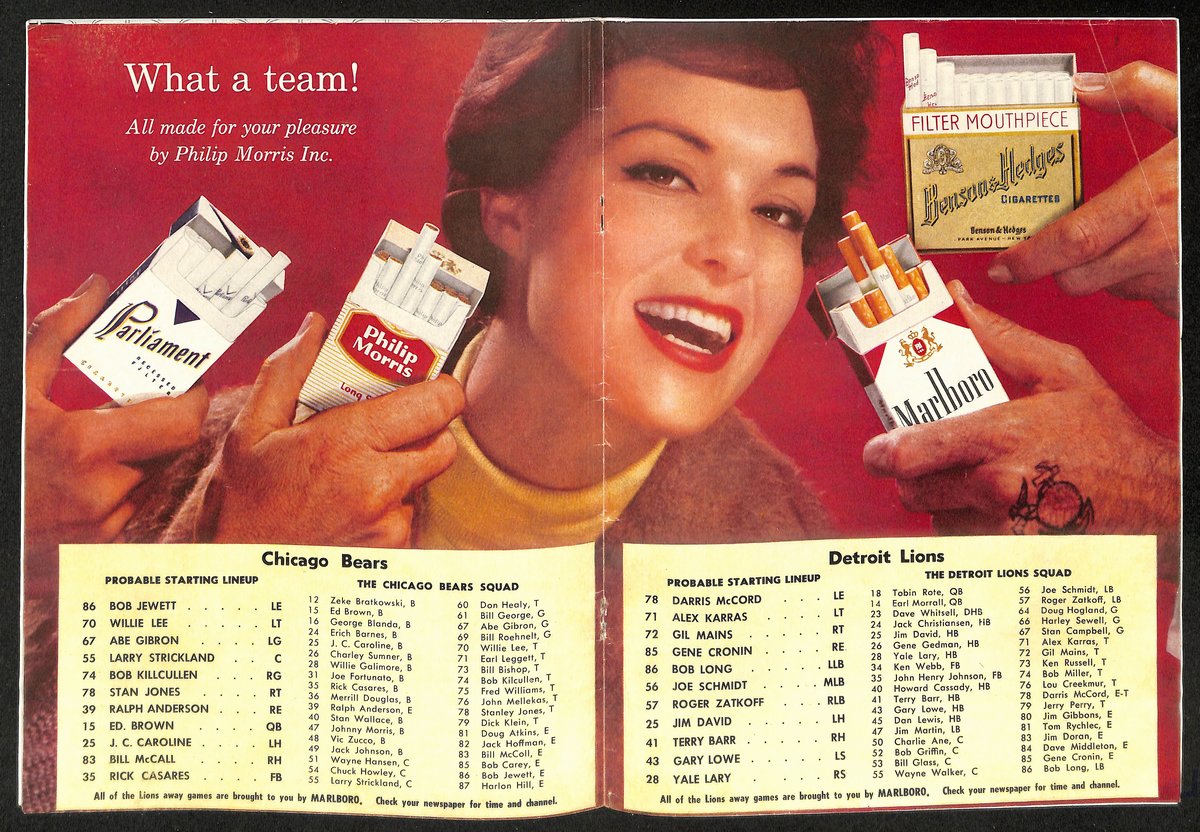 What a team!
All made for your pleasure
by Philip Morris Inc.
Parliament
RECESSED
FILTER
Philip
Morris
Long
FILTER MOUTHPIECE
Benson & Hedges
CIGARETTES
Benson & Hedges
PARK AVENUE - NEW
Marlboro
Chicago Bears
PROBABLE STARTING LINEUP
86 BOB JEWETT . . . . . LE
70 WILLIE LEE . . . . . LT
67 ABE GIBRON . . . . LG
55 LARRY STRICKLAND . . C
74 BOB KILLCULLEN . . . RG
78 STAN JONES . . . . RT
39 RALPH ANDERSON . . . RE
15 ED. BROWN . . . . QB
25 J. C. CAROLINE . . . . LH
83 BILL McCALL . . . . RH
35 RICK CASARES . . . . FB
THE CHICAGO BEARS SQUAD
12 Zeke Bratkowski, B
15 Ed Brown, B
16 George Blanda, B
24 Erich Barnes, B
25 J. C. Caroline, B
26 Charley Sumner, B
28 Willie Galimore, B
31 Joe Fortunato, B
35 Rick Casares, B
36 Merrill Douglas, B
39 Ralph Anderson, E
40 Stan Wallace, B
47 Johnny Morris, B
48 Vic Zucco, B
49 Jack Johnson, B
51 Wayne Hansen, C
54 Chuck Howley, C
55 Larry Strickland, C
60 Don Healy, T
61 Bill George, G
67 Abe Gibron, G
69 Bill Roehnelt, G
70 Willie Lee, T
71 Earl Leggett, T
73 Bill Bishop, T
74 Bob Kilcullen, T
75 Fred Williams, T
76 John Mellekas, T
78 Stanley Jones, T
79 Dick Klein, T
81 Doug Atkins, E
82 Jack Hoffman, E
83 Bill McColl, E
85 Bob Carey, E
86 Bob Jewett, E
87 Harlon Hill, E
All of the Lions away games are brought to you by MARLBORO. Check your newspaper for time and channel.
Detroit Lions
PROBABLE STARTING LINEUP
78 DARRIS McCORD . . . LE
71 ALEX KARRAS . . . . LT
72 GIL MAINS . . . . . RT
85 GENE CRONIN . . . . RE
86 BOB LONG . . . . . LLB
56 JOE SCHMIDT . . . . MLB
57 ROGER ZATKOFF . . . RLB
25 JIM DAVID . . . . . LH
41 TERRY BARR . . . . . RH
43 GARY LOWE . . . . . LS
28 YALE LARY . . . . . RS
THE DETROIT LIONS SQUAD
18 Tobin Rote, QB
14 Earl Morrall, QB
23 Dave Whitsell, DHB
24 Jack Christiansen, HB
25 Jim David, HB
26 Gene Gedman, HB
28 Yale Lary, HB
34 Ken Webb, FB
35 John Henry Johnson, FB
40 Howard Cassady, HB
41 Terry Barr, HB
43 Gary Lowe, HB
45 Dan Lewis, HB
47 Jim Martin, LB
50 Charlie Ane, C
52 Bob Griffin, C
53 Bill Glass, C
55 Wayne Walker, C
56 Joe Schmidt, LB
57 Roger Zatkoff, LB
64 Doug Hogland, G
66 Harley Sewell, G
67 Stan Campbell, G
71 Alex Karras, T
72 Gil Mains, T
73 Ken Russell, T
74 Bob Miller, T
76 Lou Creekmur, T
78 Darris McCord, E-T
79 Jerry Perry, T
80 Jim Gibbons, E
81 Tom Rychlec, E
83 Jim Doran, E
84 Dave Middleton, E
85 Gene Cronin, E
86 Bob Long, LB
All of the Lions away games are brought to you by MARLBORO. Check your newspaper for time and channel.